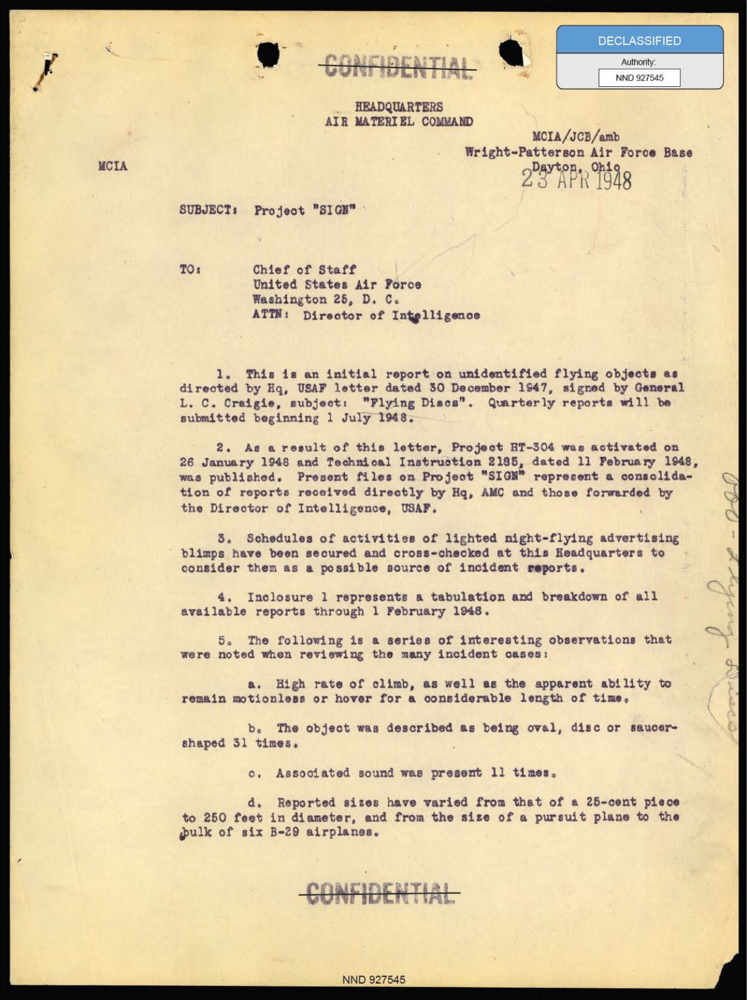 DECLASSIFIED
Authority:
NND 927545
CONFIDENTIAL
HEADQUARTERS
AIR MATERIEL COMMAND
MCIA/JCB/amb
Wright-Patterson Air Force Base
MCIA
Dayton, Ohio
23 APR 1948
SUBJECT: Project "SIGN"
TO: Chief of Staff
United States Air Force
Washington 25, D. C.
ATTN: Director of Intelligence
1. This is an initial report on unidentified flying objects as
directed by Hq, USAF letter dated 30 December 1947, signed by General
L. C. Craigie, subject: "Flying Discs". Quarterly reports will be
submitted beginning 1 July 1948.
2. As a result of this letter, Project HT-304 was activated on
26 January 1948 and Technical Instruction 2185, dated 11 February 1948,
was published. Present files on Project "SIGN" represent a consolida-
tion of reports received directly by Hq, AMC and those forwarded by
the Director of Intelligence, USAF.
3. Schedules of activities of lighted night-flying advertising
blimps have been secured and cross-checked at this Headquarters to
consider them as a possible source of incident reports.
4. Inclosure 1 represents a tabulation and breakdown of all
available reports through 1 February 1948.
5. The following is a series of interesting observations that
were noted when reviewing the many incident cases:
a. High rate of climb, as well as the apparent ability to
remain motionless or hover for a considerable length of time.
b. The object was described as being oval, disc or saucer-
shaped 31 times.
c. Associated sound was present 11 times.
d. Reported sizes have varied from that of a 25-cent piece
to 250 feet in diameter, and from the size of a pursuit plane to the
bulk of six B-29 airplanes.
000 - Flying Discs
CONFIDENTIAL
NND 927545